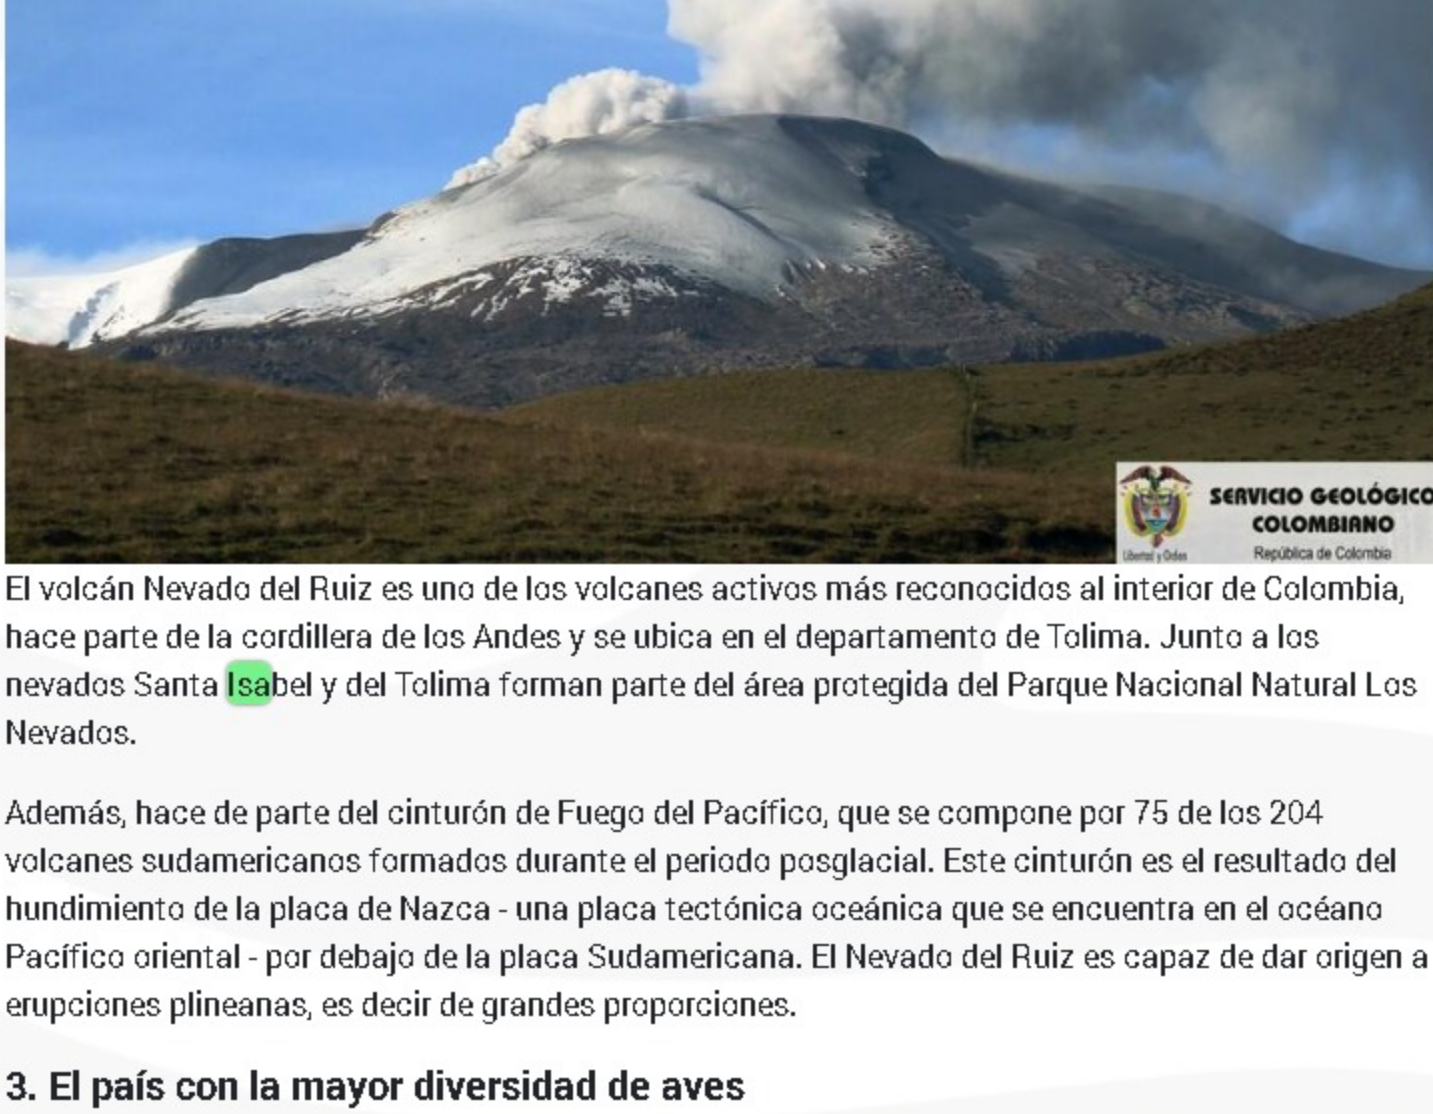 SERVICIO GEOLÓGICO
COLOMBIANO
Libertad y Orden
República de Colombia
El volcán Nevado del Ruiz es uno de los volcanes activos más reconocidos al interior de Colombia,
hace parte de la cordillera de los Andes y se ubica en el departamento de Tolima. Junto a los
nevados Santa Isabel y del Tolima forman parte del área protegida del Parque Nacional Natural Los
Nevados.
Además, hace de parte del cinturón de Fuego del Pacífico, que se compone por 75 de los 204
volcanes sudamericanos formados durante el periodo posglacial. Este cinturón es el resultado del
hundimiento de la placa de Nazca - una placa tectónica oceánica que se encuentra en el océano
Pacífico oriental - por debajo de la placa Sudamericana. El Nevado del Ruiz es capaz de dar origen a
erupciones plineanas, es decir de grandes proporciones.
3. El país con la mayor diversidad de aves